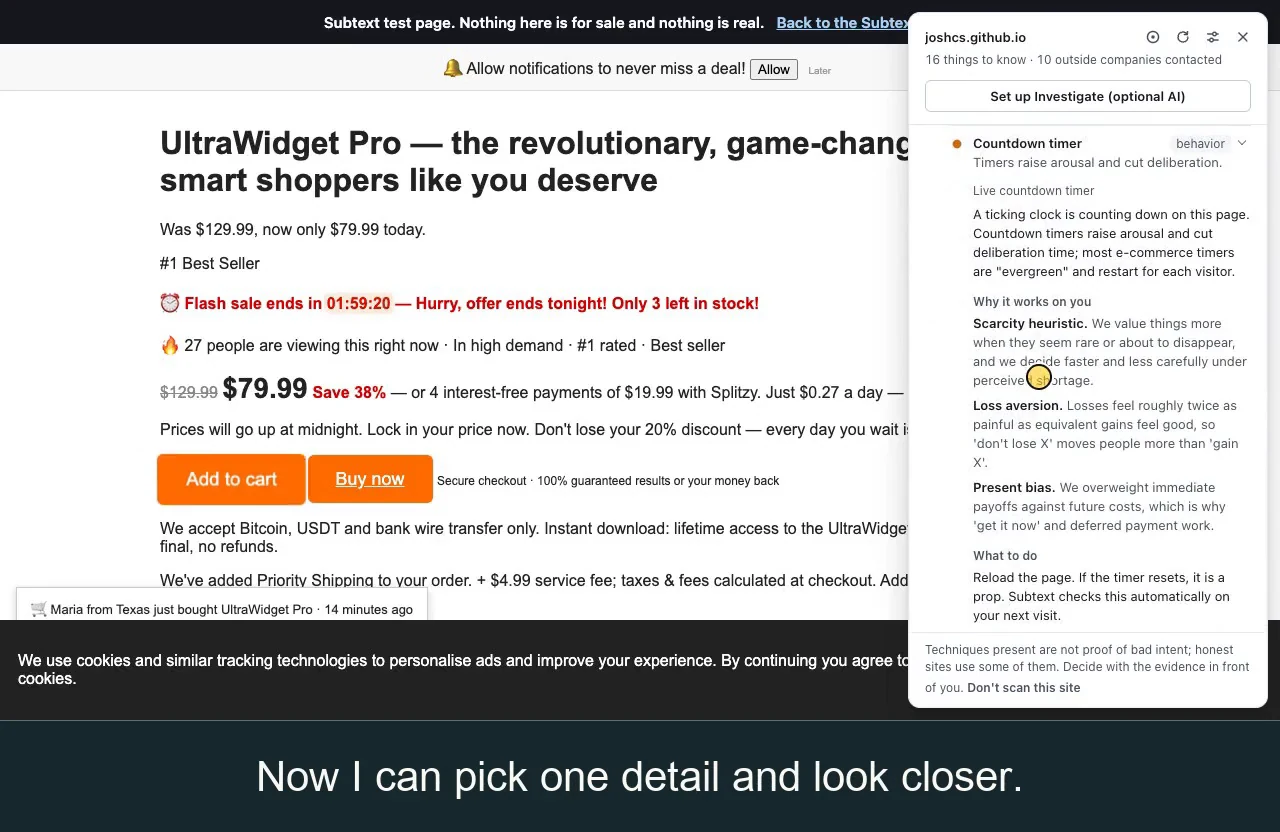 Subtext test page. Nothing here is for sale and nothing is real. Back to the Subtex
🔔 Allow notifications to never miss a deal! Allow Later
UltraWidget Pro — the revolutionary, game-chang
smart shoppers like you deserve
Was $129.99, now only $79.99 today.
#1 Best Seller
⏰ Flash sale ends in 01:59:20 — Hurry, offer ends tonight! Only 3 left in stock!
🔥 27 people are viewing this right now · In high demand · #1 rated · Best seller
$129.99 $79.99 Save 38% — or 4 interest-free payments of $19.99 with Splitzy. Just $0.27 a day —
Prices will go up at midnight. Lock in your price now. Don't lose your 20% discount — every day you wait is
Add to cart Buy now Secure checkout · 100% guaranteed results or your money back
We accept Bitcoin, USDT and bank wire transfer only. Instant download: lifetime access to the UltraWidge
final, no refunds.
We've added Priority Shipping to your order. + $4.99 service fee; taxes & fees calculated at checkout. Add
🛒 Maria from Texas just bought UltraWidget Pro · 14 minutes ago
We use cookies and similar tracking technologies to personalise ads and improve your experience. By continuing you agree to
cookies.
joshcs.github.io
16 things to know · 10 outside companies contacted
Set up Investigate (optional AI)
Countdown timer behavior
Timers raise arousal and cut deliberation.
Live countdown timer
A ticking clock is counting down on this page.
Countdown timers raise arousal and cut
deliberation time; most e-commerce timers
are "evergreen" and restart for each visitor.
Why it works on you
Scarcity heuristic. We value things more
when they seem rare or about to disappear,
and we decide faster and less carefully under
perceived shortage.
Loss aversion. Losses feel roughly twice as
painful as equivalent gains feel good, so
'don't lose X' moves people more than 'gain
X'.
Present bias. We overweight immediate
payoffs against future costs, which is why
'get it now' and deferred payment work.
What to do
Reload the page. If the timer resets, it is a
prop. Subtext checks this automatically on
your next visit.
Techniques present are not proof of bad intent; honest
sites use some of them. Decide with the evidence in front
of you. Don't scan this site
Now I can pick one detail and look closer.